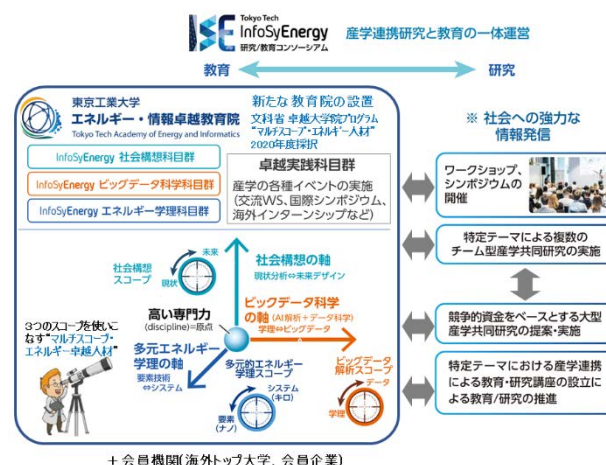 Tokyo Tech
ISE InfoSyEnergy
研究/教育コンソーシアム
産学連携研究と教育の一体運営
教育
研究
東京工業大学
エネルギー・情報卓越教育院
Tokyo Tech Academy of Energy and Informatics
新たな教育院の設置
文科省 卓越大学院プログラム
“マルチスコープ・エネルギー人材”
2020年度採択
InfoSyEnergy 社会構想科目群
InfoSyEnergy ビッグデータ科学科目群
InfoSyEnergy エネルギー学理科目群
卓越実践科目群
産学の各種イベントの実施
(交流WS、国際シンポジウム、
海外インターンシップなど)
社会構想
スコープ
未来
現状
社会構想の軸
現状分析⇔未来デザイン
ビッグデータ科学
の軸 (AI解析+データ科学)
学理⇔ビッグデータ
高い専門力
(discipline)=原点
3つのスコープを使いこ
なす“マルチスコープ・
エネルギー卓越人材”
多元エネルギー
学理の軸
要素技術
⇔システム
多元的エネルギー
学理スコープ
システム
(キロ)
要素
(ナノ)
ビッグデータ
解析スコープ
データ
学理
+会員機関(海外トップ大学、会員企業)
※ 社会への強力な
情報発信
ワークショップ、
シンポジウムの
開催
特定テーマによる複数の
チーム型産学共同研究の実施
競争的資金をベースとする大型
産学共同研究の提案・実施
特定テーマにおける産学連携
による教育・研究講座の設立に
よる教育/研究の推進